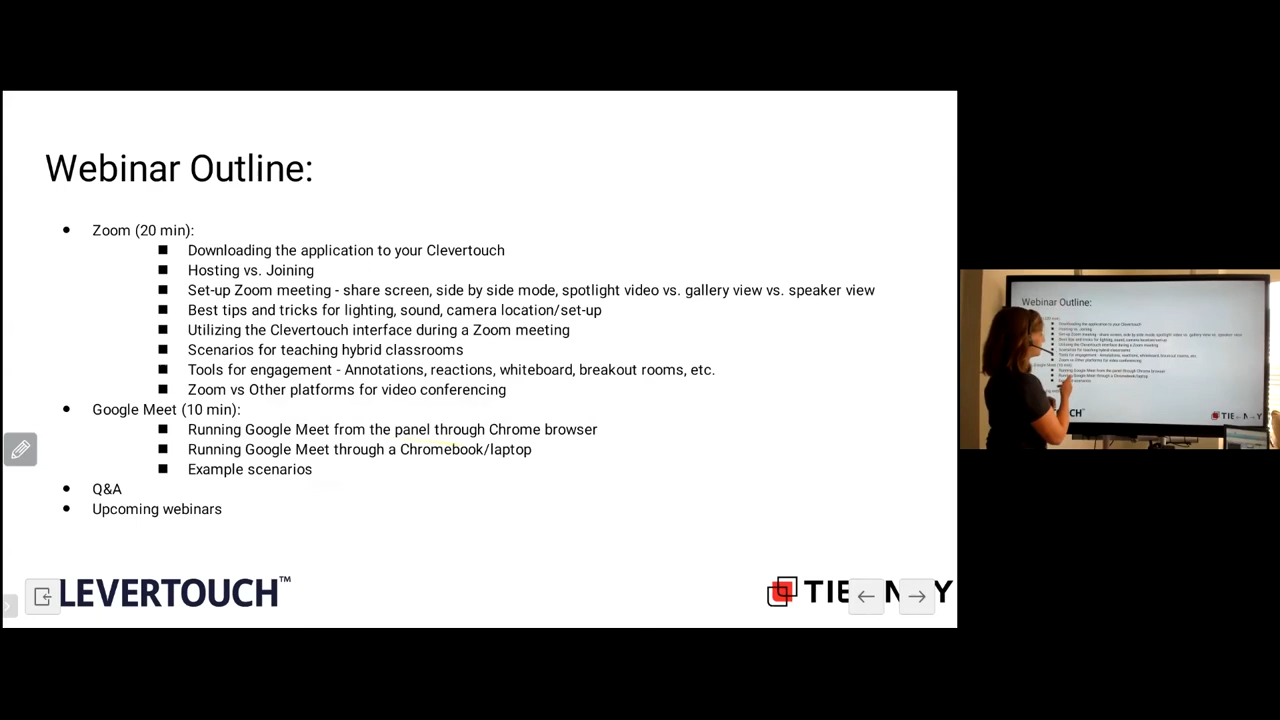 Webinar Outline:
Zoom (20 min):
Downloading the application to your Clevertouch
Hosting vs. Joining
Set-up Zoom meeting - share screen, side by side mode, spotlight video vs. gallery view vs. speaker view
Best tips and tricks for lighting, sound, camera location/set-up
Utilizing the Clevertouch interface during a Zoom meeting
Scenarios for teaching hybrid classrooms
Tools for engagement - Annotations, reactions, whiteboard, breakout rooms, etc.
Zoom vs Other platforms for video conferencing
Google Meet (10 min):
Running Google Meet from the panel through Chrome browser
Running Google Meet through a Chromebook/laptop
Example scenarios
Q&A
Upcoming webinars
LEVERTOUCH™
TIE N Y
Webinar Outline: